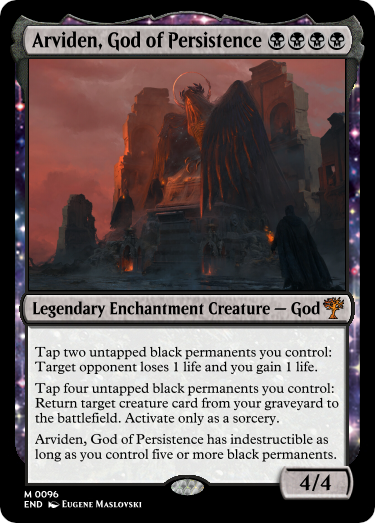 Arviden, God of Persistence
Legendary Enchantment Creature — God
Tap two untapped black permanents you control:
Target opponent loses 1 life and you gain 1 life.
Tap four untapped black permanents you control:
Return target creature card from your graveyard to
the battlefield. Activate only as a sorcery.
Arviden, God of Persistence has indestructible as
long as you control five or more black permanents.
4/4
M 0096
END Eugene Maslovski